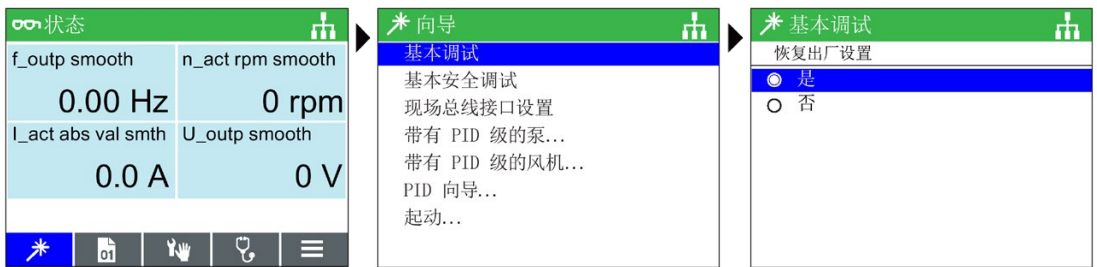 状态
f_outp smooth
n_act rpm smooth
0.00 Hz
0 rpm
I_act abs val smth
U_outp smooth
0.0 A
0 V
01
向导
基本调试
基本安全调试
现场总线接口设置
带有 PID 级的泵...
带有 PID 级的风机...
PID 向导...
起动...
基本调试
恢复出厂设置
是
否